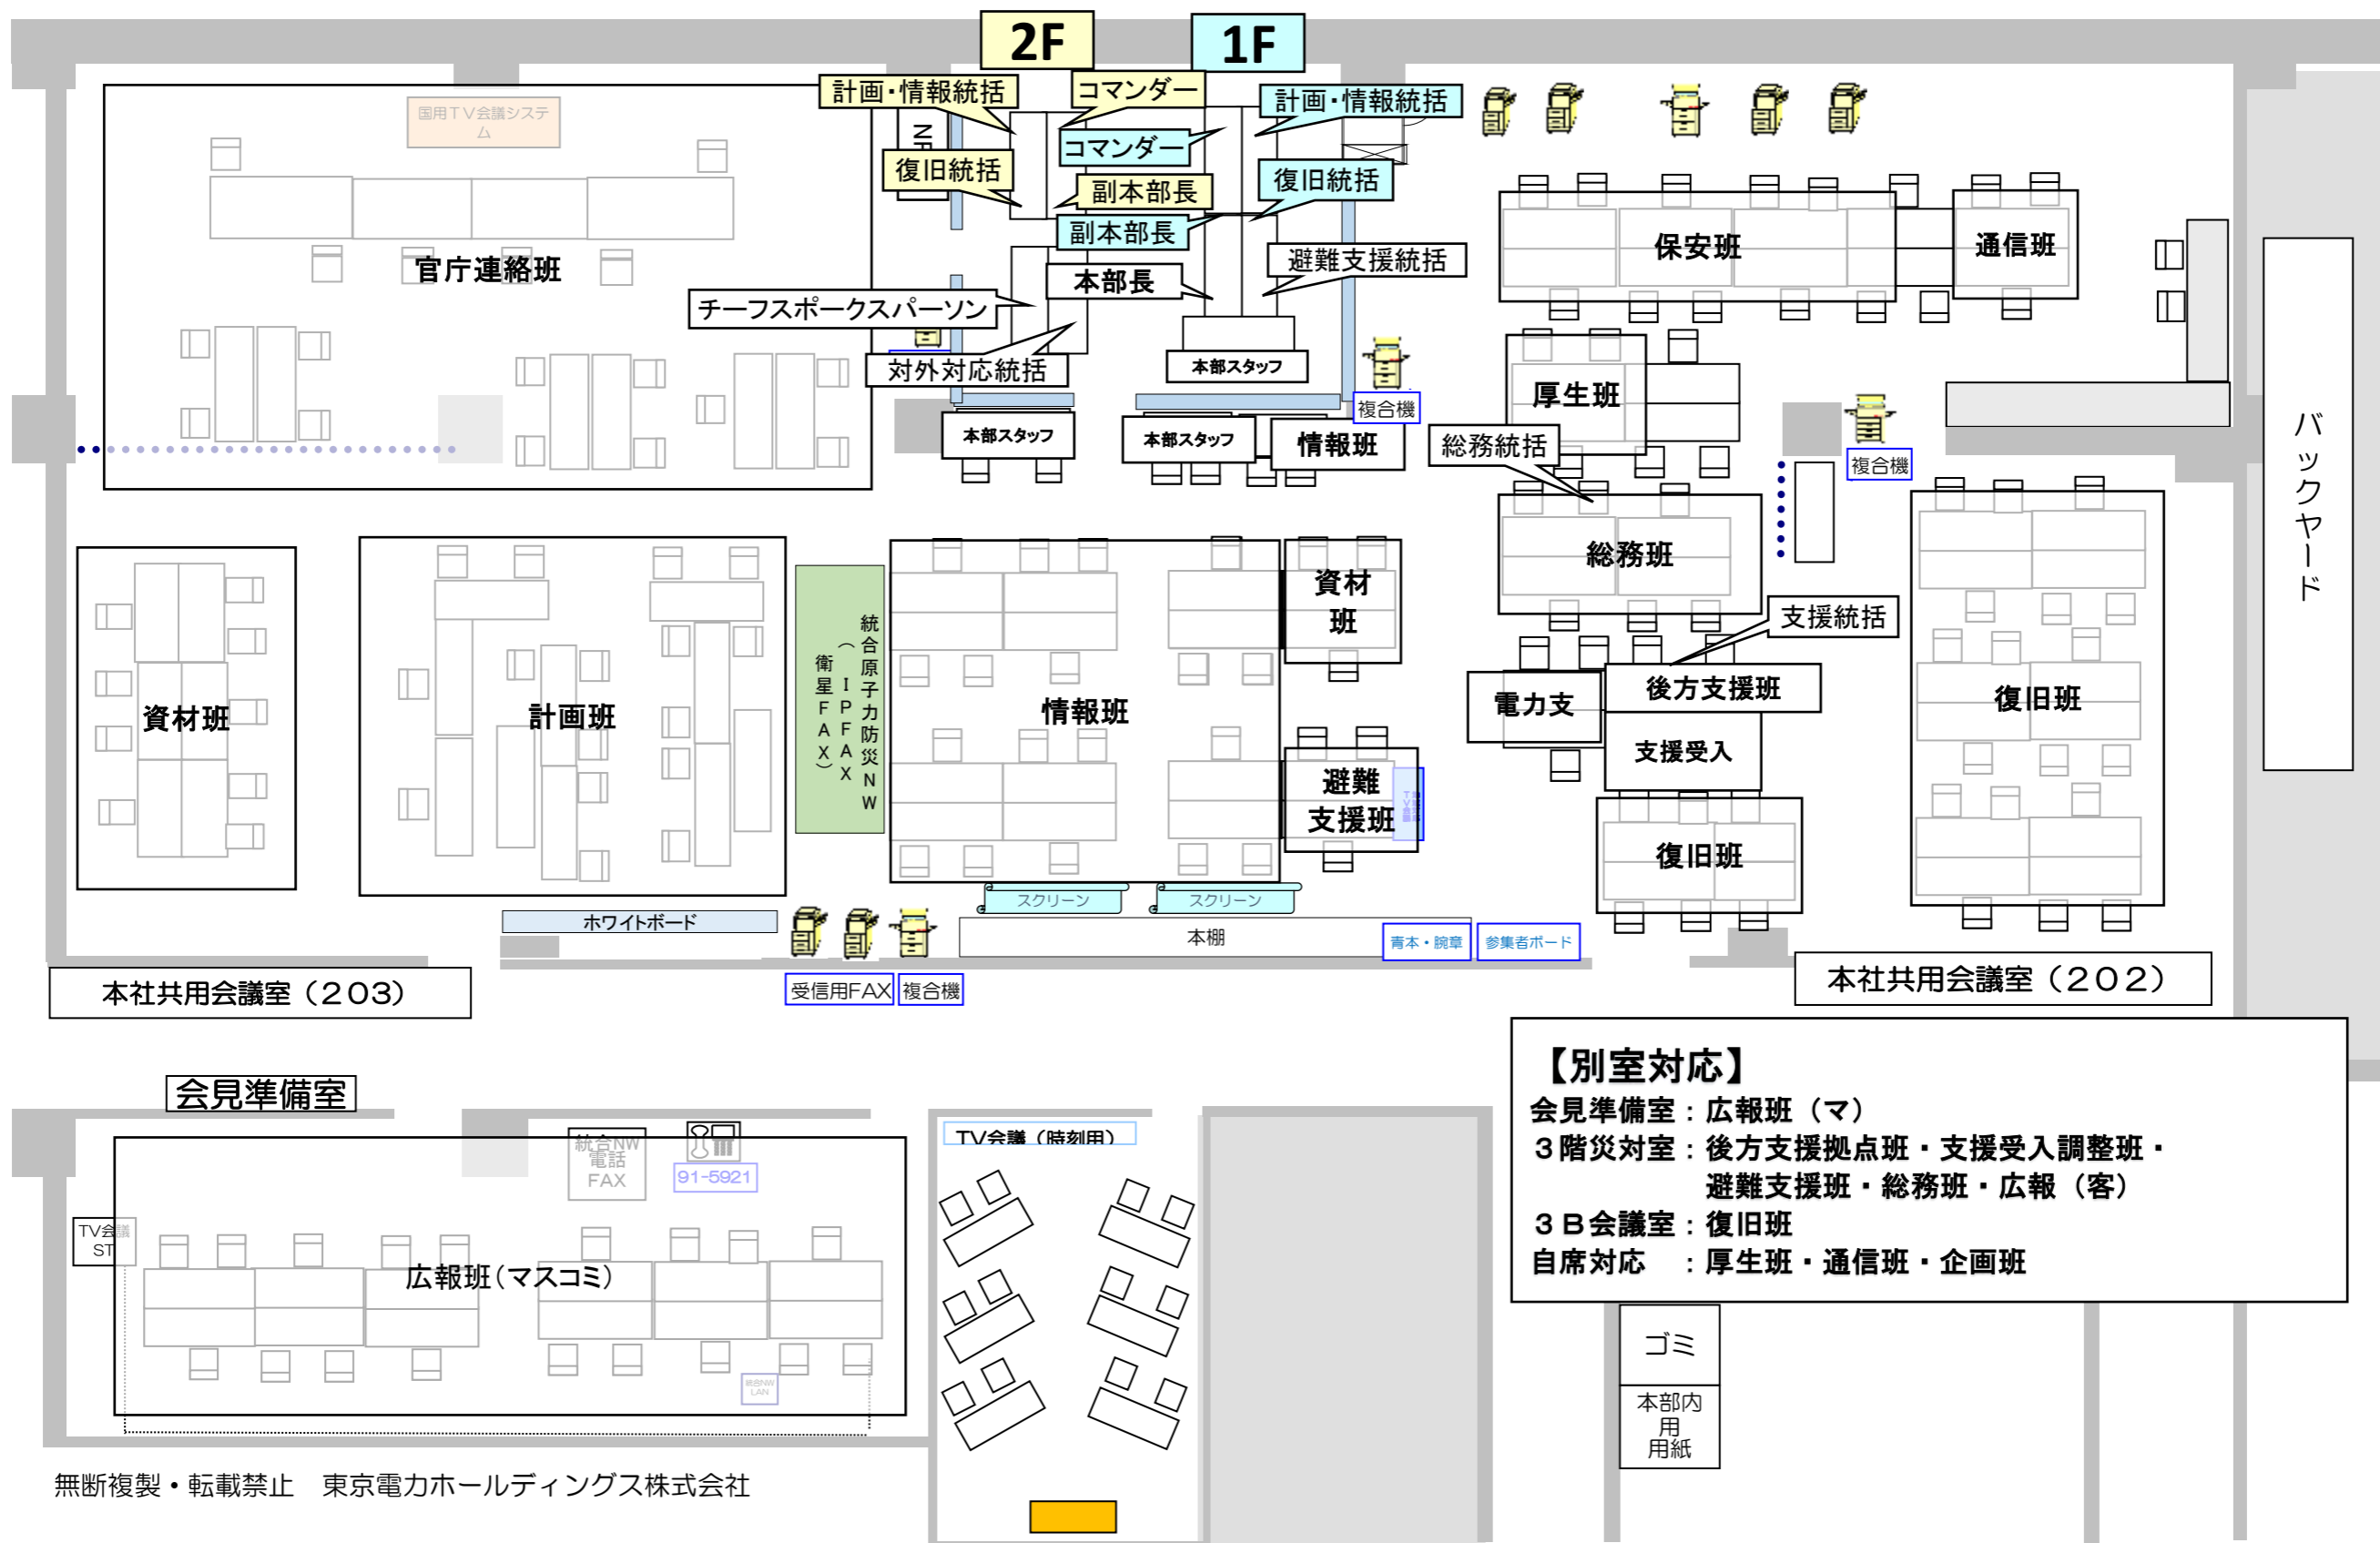 2F
1F
計画・情報統括
コマンダー
計画・情報統括
国用TV会議システ
ム
コマンダー
復旧統括
復旧統括
副本部長
副本部長
官庁連絡班
本部長
避難支援統括
保安班
通信班
チーフスポークスパーソン
対外対応統括
本部スタッフ
厚生班
複合機
本部スタッフ
本部スタッフ
情報班
総務統括
複合機
バックヤード
総務班
資材
班
支援統括
統合原子力防災NW
（IPFAX
衛星FAX）
資材班
計画班
情報班
電力支
後方支援班
支援受入
復旧班
避難
支援班
復旧班
スクリーン
スクリーン
ホワイトボード
本棚
青本・腕章
参集者ボード
受信用FAX
複合機
本社共用会議室（203）
本社共用会議室（202）
【別室対応】
会見準備室：広報班（マ）
３階災対室：後方支援拠点班・支援受入調整班・
避難支援班・総務班・広報（客）
３Ｂ会議室：復旧班
自席対応　：厚生班・通信班・企画班
会見準備室
統合NW
電話
FAX
91-5921
TV会議（時刻用）
TV会議
ST
広報班（マスコミ）
統合NW
LAN
ゴミ
本部内
用
用紙
無断複製・転載禁止　東京電力ホールディングス株式会社